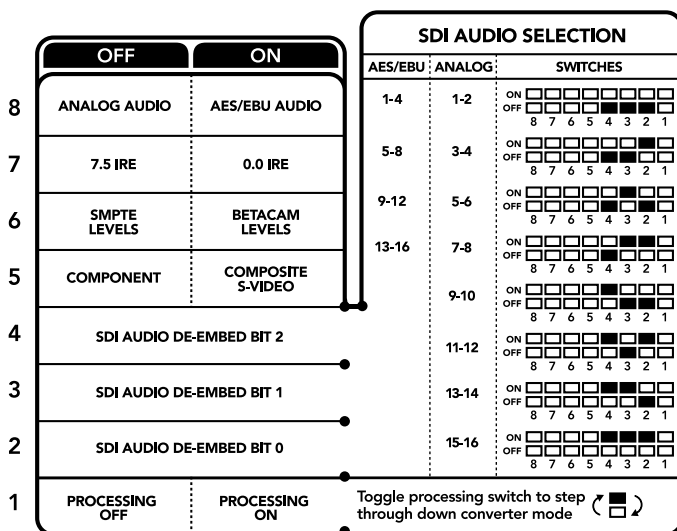 OFF ON
8 ANALOG AUDIO AES/EBU AUDIO
7 7.5 IRE 0.0 IRE
6 SMPTE LEVELS BETACAM LEVELS
5 COMPONENT COMPOSITE S-VIDEO
4 SDI AUDIO DE-EMBED BIT 2
3 SDI AUDIO DE-EMBED BIT 1
2 SDI AUDIO DE-EMBED BIT 0
1 PROCESSING OFF PROCESSING ON
SDI AUDIO SELECTION
AES/EBU ANALOG SWITCHES
1-4 1-2 ON
OFF
8 7 6 5 4 3 2 1
5-8 3-4 ON
OFF
8 7 6 5 4 3 2 1
9-12 5-6 ON
OFF
8 7 6 5 4 3 2 1
13-16 7-8 ON
OFF
8 7 6 5 4 3 2 1
9-10 ON
OFF
8 7 6 5 4 3 2 1
11-12 ON
OFF
8 7 6 5 4 3 2 1
13-14 ON
OFF
8 7 6 5 4 3 2 1
15-16 ON
OFF
8 7 6 5 4 3 2 1
Toggle processing switch to step
through down converter mode